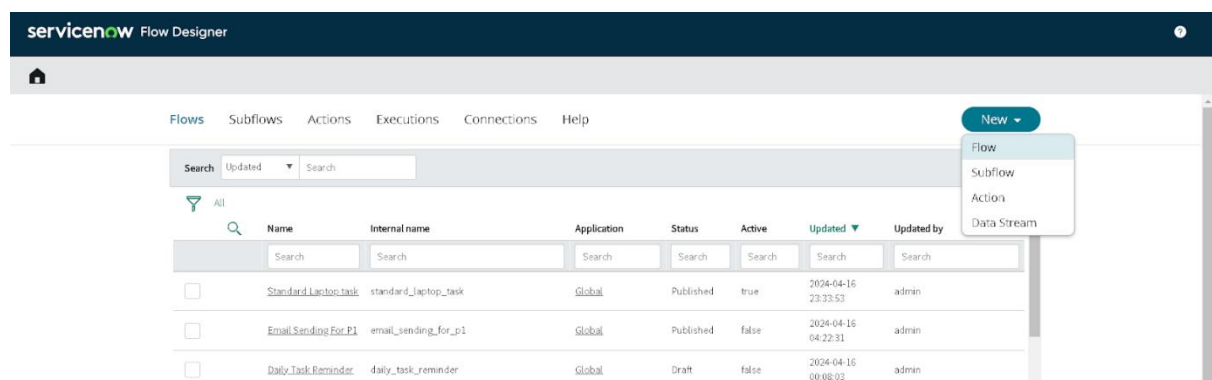 servicenow Flow Designer
?
Flows Subflows Actions Executions Connections Help New
Flow
Search Updated Search
Subflow
Action
All
Data Stream
Name Internal name Application Status Active Updated Updated by
Search Search Search Search Search Search Search
Standard Laptop task standard_laptop_task Global Published true 2024-04-16 23:33:53 admin
Email Sending For P1 email_sending_for_p1 Global Published false 2024-04-16 04:22:31 admin
Daily Task Reminder daily_task_reminder Global Draft false 2024-04-16 00:08:03 admin